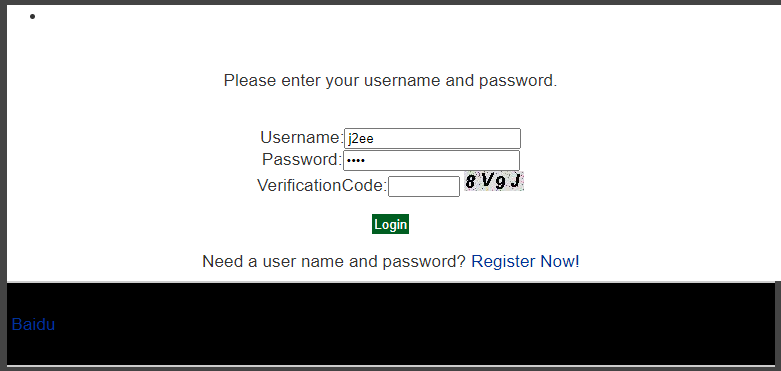 Please enter your username and password.
Username: j2ee
Password: ••••
VerificationCode: 8V9J
Login
Need a user name and password? Register Now!
Baidu